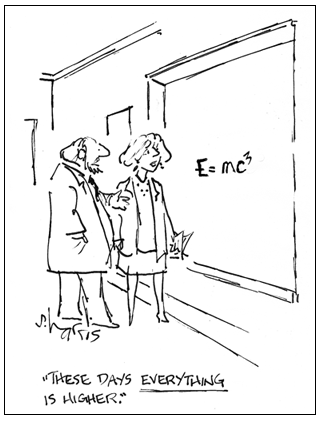 E = mc³
s. harris
"THESE DAYS EVERYTHING
IS HIGHER."